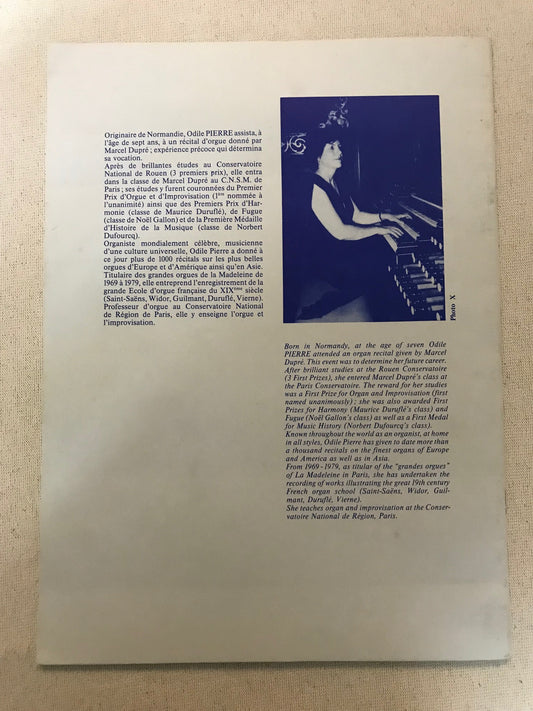 Originaire de Normandie, Odile PIERRE assista, à
l'âge de sept ans, à un récital d'orgue donné par
Marcel Dupré ; expérience précoce qui détermina
sa vocation.
Après de brillantes études au Conservatoire
National de Rouen (3 premiers prix), elle entra
dans la classe de Marcel Dupré au C.N.S.M. de
Paris ; ses études y furent couronnées du Premier
Prix d'Orgue et d'Improvisation (1ère nommée à
l'unanimité) ainsi que des Premiers Prix d'Har-
monie (classe de Maurice Duruflé), de Fugue
(classe de Noël Gallon) et de la Première Médaille
d'Histoire de la Musique (classe de Norbert
Dufourcq).
Organiste mondialement célèbre, musicienne
d'une culture universelle, Odile Pierre a donné à
ce jour plus de 1000 récitals sur les plus belles
orgues d'Europe et d'Amérique ainsi qu'en Asie.
Titulaire des grandes orgues de la Madeleine de
1969 à 1979, elle entreprend l'enregistrement de la
grande Ecole d'orgue française du XIXème siècle
(Saint-Saëns, Widor, Guilmant, Duruflé, Vierne).
Professeur d'orgue au Conservatoire National
de Région de Paris, elle y enseigne l'orgue et
l'improvisation.
Photo X
Born in Normandy, at the age of seven Odile
PIERRE attended an organ recital given by Marcel
Dupré. This event was to determine her future career.
After brilliant studies at the Rouen Conservatoire
(3 First Prizes), she entered Marcel Dupré's class at
the Paris Conservatoire. The reward for her studies
was a First Prize for Organ and Improvisation (first
named unanimously) ; she was also awarded First
Prizes for Harmony (Maurice Duruflé's class) and
Fugue (Noël Gallon's class) as well as a First Medal
for Music History (Norbert Dufourcq's class).
Known throughout the world as an organist, at home
in all styles, Odile Pierre has given to date more than
a thousand recitals on the finest organs of Europe
and America as well as in Asia.
From 1969 - 1979, as titular of the "grandes orgues"
of La Madeleine in Paris, she has undertaken the
recording of works illustrating the great 19th century
French organ school (Saint-Saëns, Widor, Guil-
mant, Duruflé, Vierne).
She teaches organ and improvisation at the Conser-
vatoire National de Région, Paris.